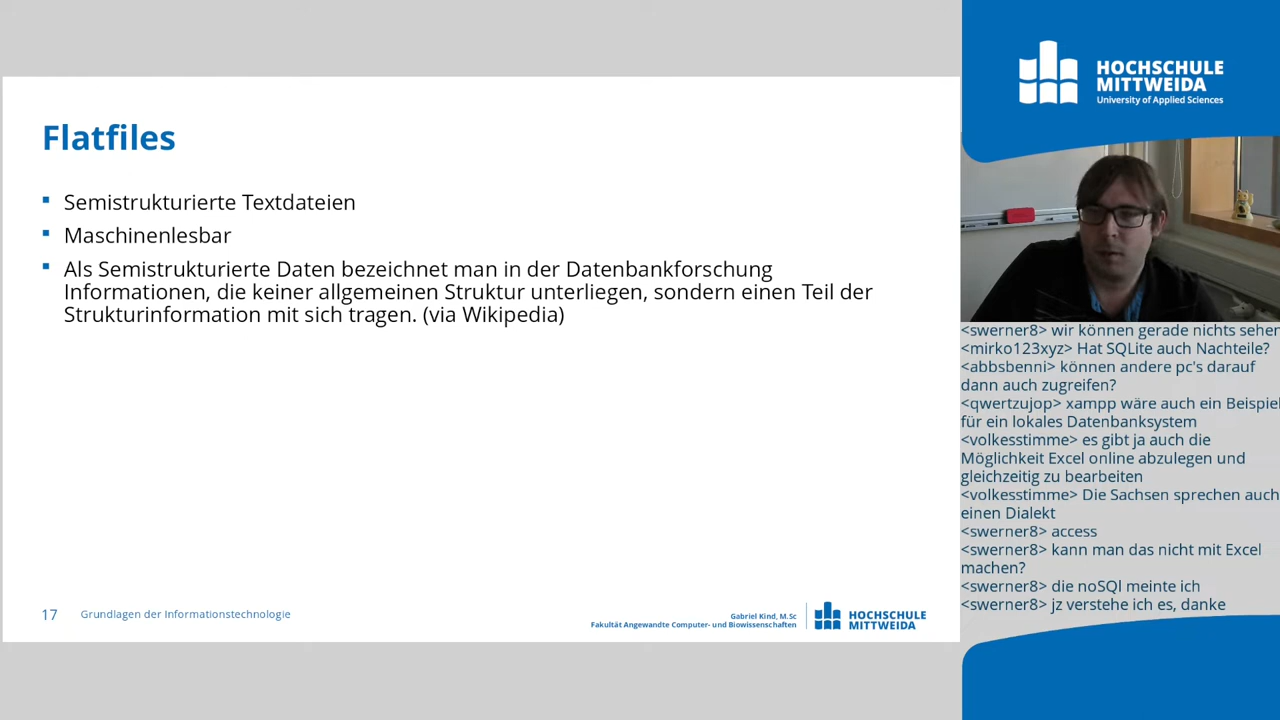 Flatfiles
Semistrukturierte Textdateien
Maschinenlesbar
Als Semistrukturierte Daten bezeichnet man in der Datenbankforschung
Informationen, die keiner allgemeinen Struktur unterliegen, sondern einen Teil der
Strukturinformation mit sich tragen. (via Wikipedia)
17
Grundlagen der Informationstechnologie
Gabriel Kind, M.Sc
Fakultät Angewandte Computer- und Biowissenschaften
HOCHSCHULE
MITTWEIDA
HOCHSCHULE
MITTWEIDA
University of Applied Sciences
<swerner8> wir können gerade nichts sehen
<mirko123xyz> Hat SQLite auch Nachteile?
<abbsbenni> können andere pc's darauf
dann auch zugreifen?
<qwertzujop> xampp wäre auch ein Beispiel
für ein lokales Datenbanksystem
<volkesstimme> es gibt ja auch die
Möglichkeit Excel online abzulegen und
gleichzeitig zu bearbeiten
<volkesstimme> Die Sachsen sprechen auch
einen Dialekt
<swerner8> access
<swerner8> kann man das nicht mit Excel
machen?
<swerner8> die noSQl meinte ich
<swerner8> jz verstehe ich es, danke